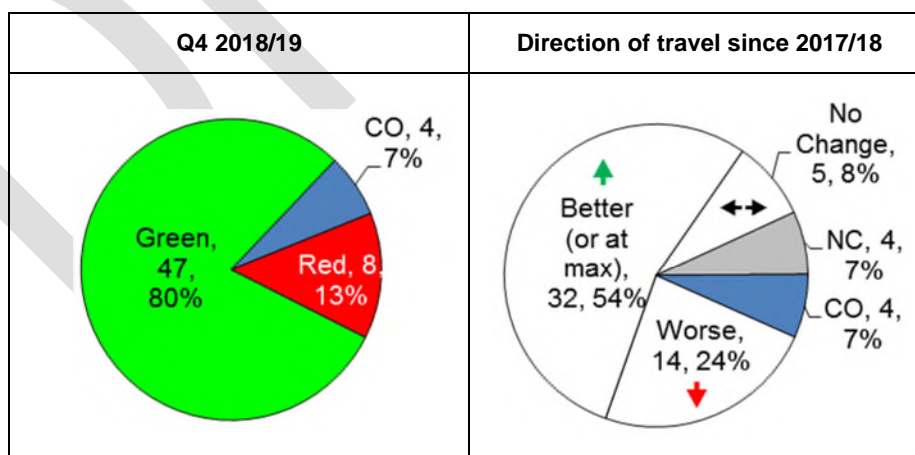 Q4 2018/19
Direction of travel since 2017/18
CO, 4,
7%
Green,
47,
80%
Red, 8,
13%
No
Change,
5, 8%
Better
(or at
max),
32, 54%
NC, 4,
7%
CO, 4,
7%
Worse,
14, 24%